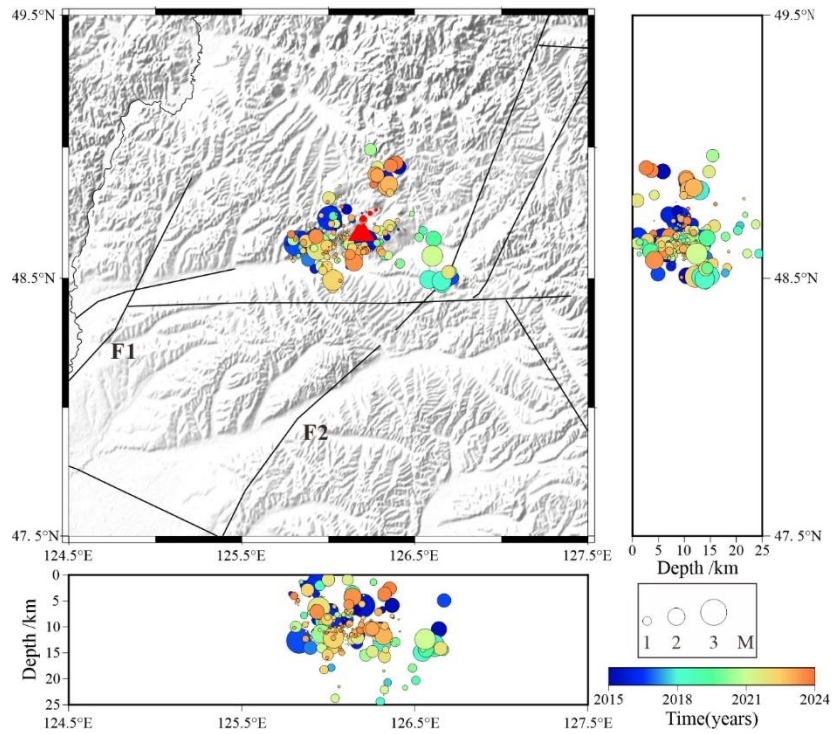 49.5°N
48.5°N
47.5°N
124.5°E
125.5°E
126.5°E
127.5°E
F1
F2
49.5°N
48.5°N
47.5°N
0 5 10 15 20 25
Depth /km
0
5
10
15
20
25
Depth /km
124.5°E
125.5°E
126.5°E
127.5°E
1 2 3 M
2015 2018 2021 2024
Time(years)